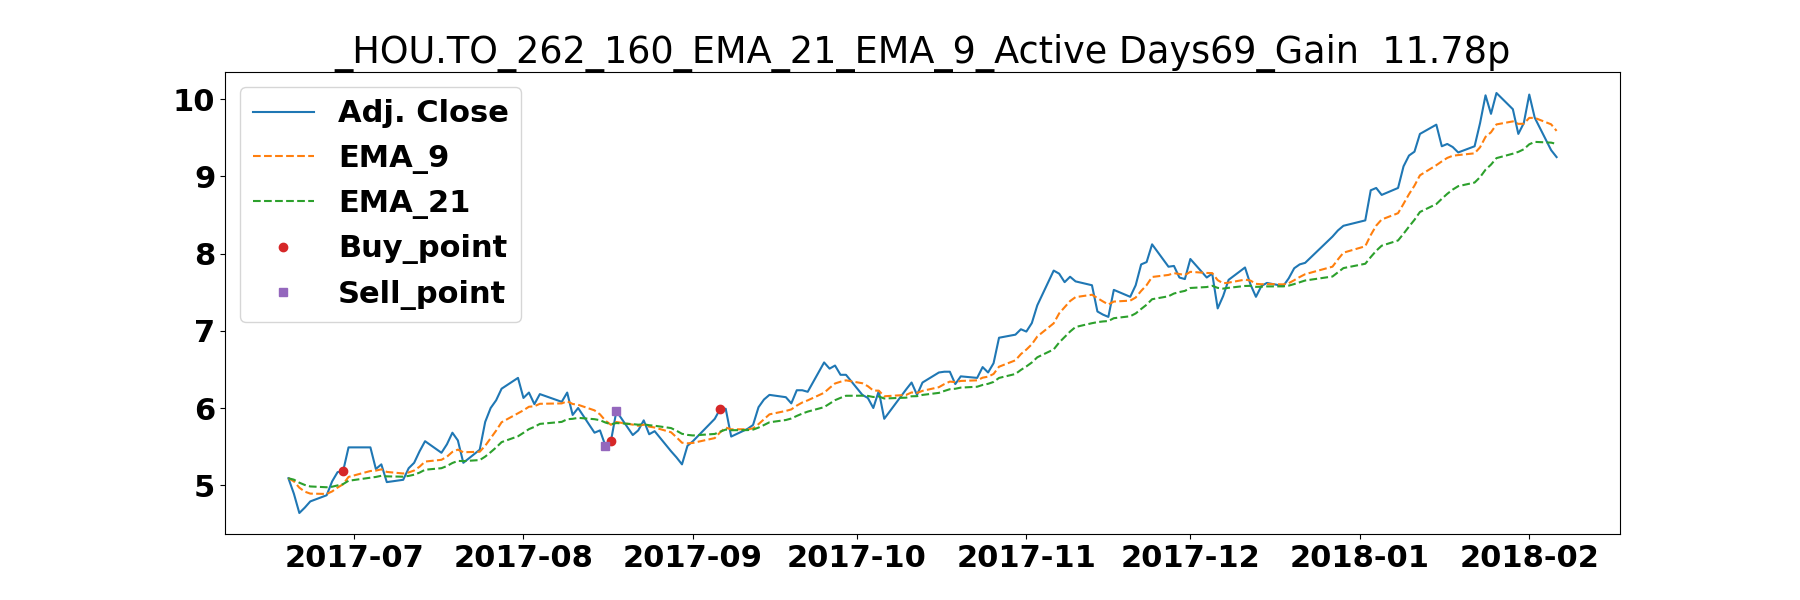 _HOU.TO_262_160_EMA_21_EMA_9_Active Days69_Gain  11.78p
10
9
8
7
6
5
Adj. Close
EMA_9
EMA_21
Buy_point
Sell_point
2017-07 2017-08 2017-09 2017-10 2017-11 2017-12 2018-01 2018-02